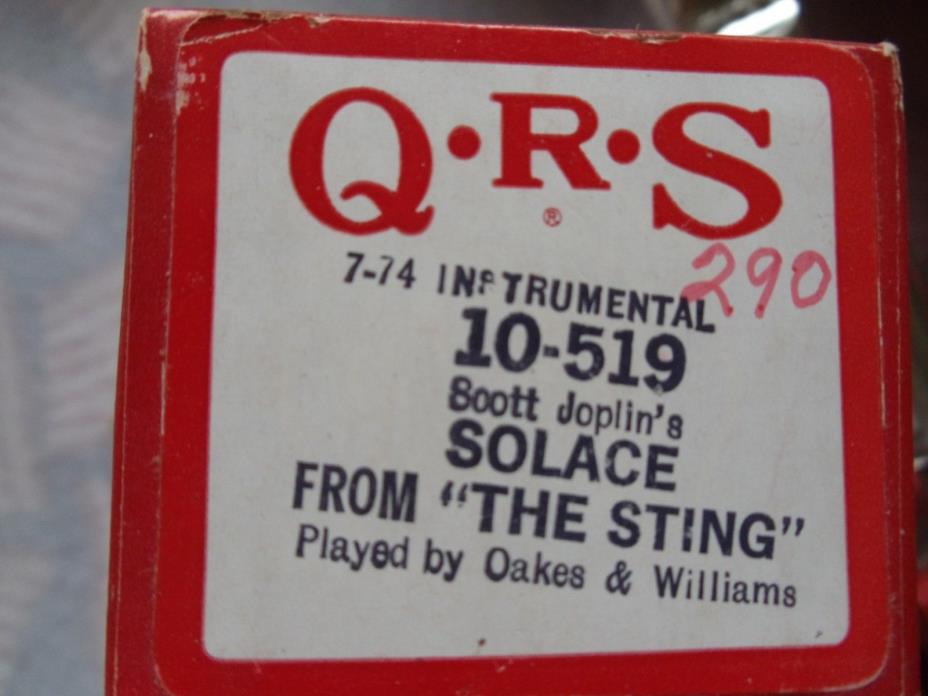 Q·R·S
®
7-74 INSTRUMENTAL
290
10-519
Scott Joplin's
SOLACE
FROM "THE STING"
Played by Oakes & Williams